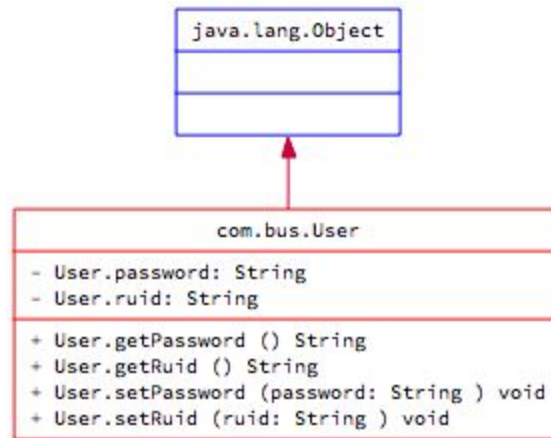 java.lang.Object
com.bus.User
- User.password: String
- User.ruid: String
+ User.getPassword () String
+ User.getRuid () String
+ User.setPassword (password: String ) void
+ User.setRuid (ruid: String ) void